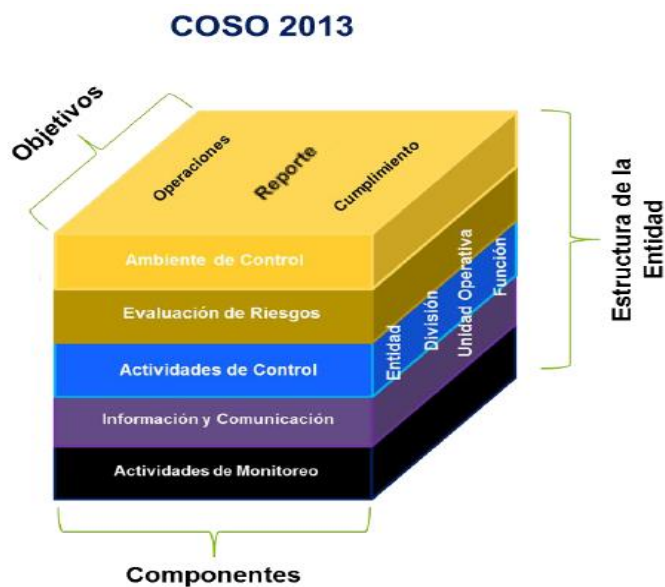 COSO 2013
Objetivos
Operaciones
Reporte
Cumplimiento
Ambiente de Control
Evaluación de Riesgos
Actividades de Control
Información y Comunicación
Actividades de Monitoreo
Entidad
División
Unidad Operativa
Función
Estructura de la
Entidad
Componentes